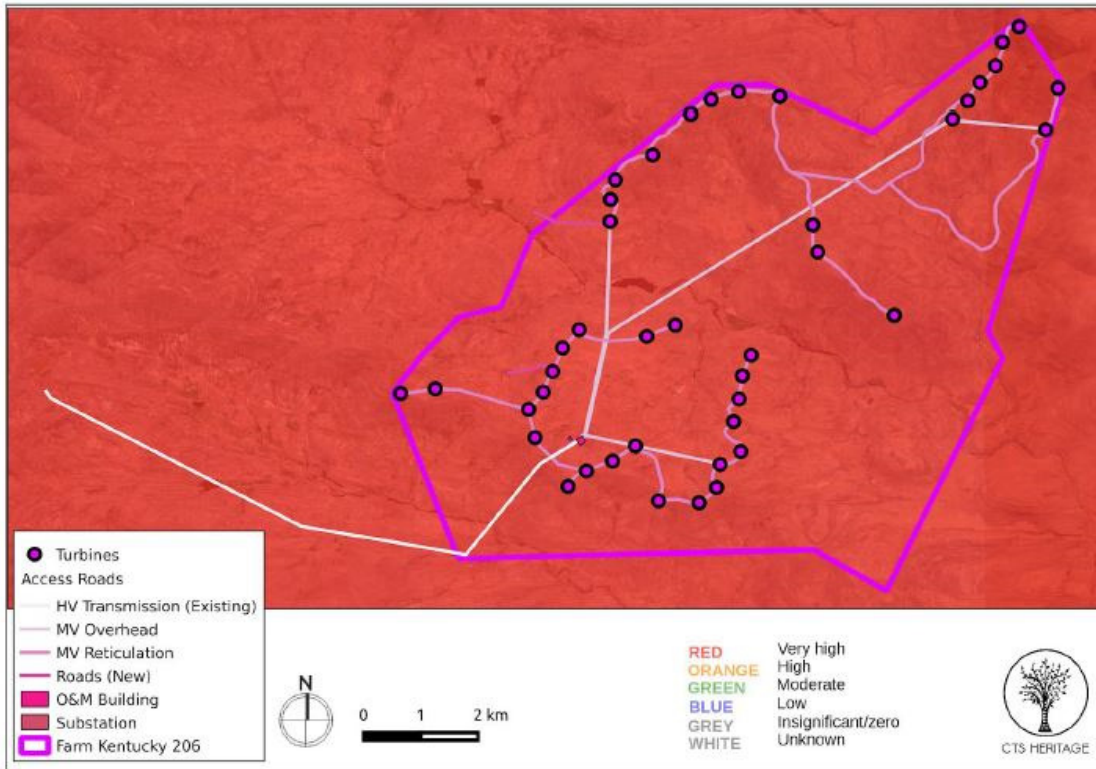 Turbines
Access Roads
HV Transmission (Existing)
MV Overhead
MV Reticulation
Roads (New)
O&M Building
Substation
Farm Kentucky 206
N
0 1 2 km
RED Very high
ORANGE High
GREEN Moderate
BLUE Low
GREY Insignificant/zero
WHITE Unknown
CTS HERITAGE